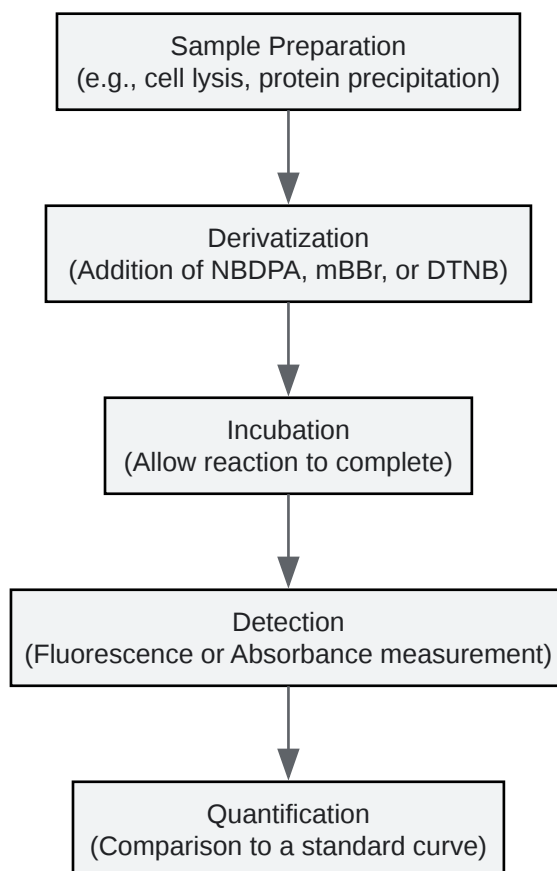 Sample Preparation
(e.g., cell lysis, protein precipitation)
Derivatization
(Addition of NBDPA, mBBr, or DTNB)
Incubation
(Allow reaction to complete)
Detection
(Fluorescence or Absorbance measurement)
Quantification
(Comparison to a standard curve)